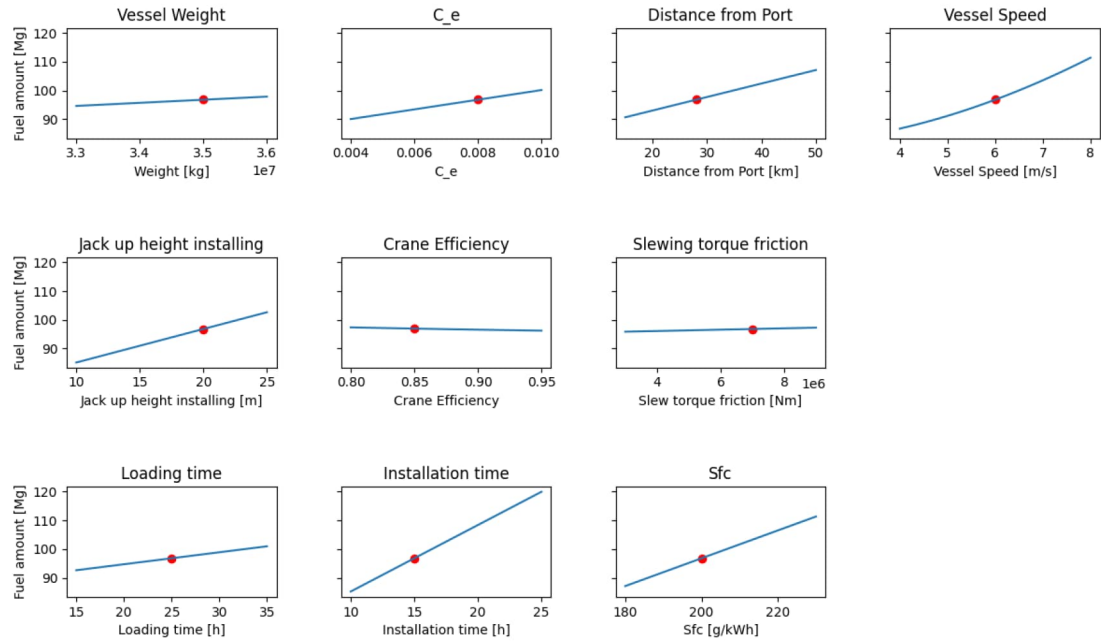 Vessel Weight
C_e
Distance from Port
Vessel Speed
Fuel amount [Mg]
120
110
100
90
3.3 3.4 3.5 3.6
1e7
Weight [kg]
0.004 0.006 0.008 0.010
C_e
20 30 40 50
Distance from Port [km]
4 5 6 7 8
Vessel Speed [m/s]
Jack up height installing
Crane Efficiency
Slewing torque friction
Fuel amount [Mg]
120
110
100
90
10 15 20 25
Jack up height installing [m]
0.80 0.85 0.90 0.95
Crane Efficiency
4 6 8
1e6
Slew torque friction [Nm]
Loading time
Installation time
Sfc
Fuel amount [Mg]
120
110
100
90
15 20 25 30 35
Loading time [h]
10 15 20 25
Installation time [h]
180 200 220
Sfc [g/kWh]